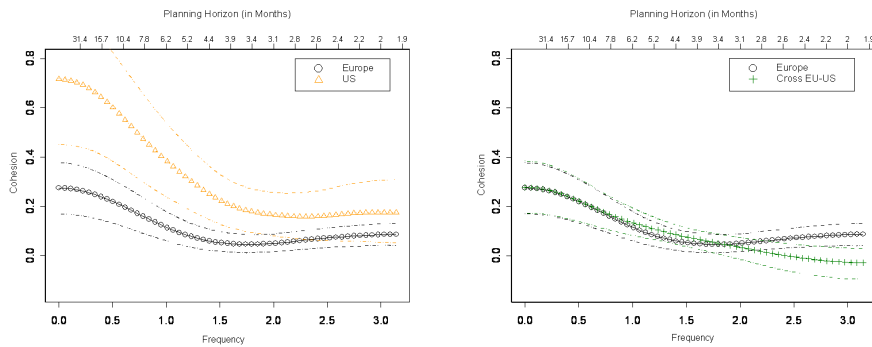 Planning Horizon (in Months)
31.4 15.7 10.4 7.8 6.2 5.2 4.4 3.9 3.4 3.1 2.8 2.6 2.4 2.2 2 1.9
Europe
US
0.8
0.6
0.4
0.2
0.0
Cohesion
0.0 0.5 1.0 1.5 2.0 2.5 3.0
Frequency
Planning Horizon (in Months)
31.4 15.7 10.4 7.8 6.2 5.2 4.4 3.9 3.4 3.1 2.8 2.6 2.4 2.2 2 1.9
Europe
Cross EU-US
0.8
0.6
0.4
0.2
0.0
Cohesion
0.0 0.5 1.0 1.5 2.0 2.5 3.0
Frequency